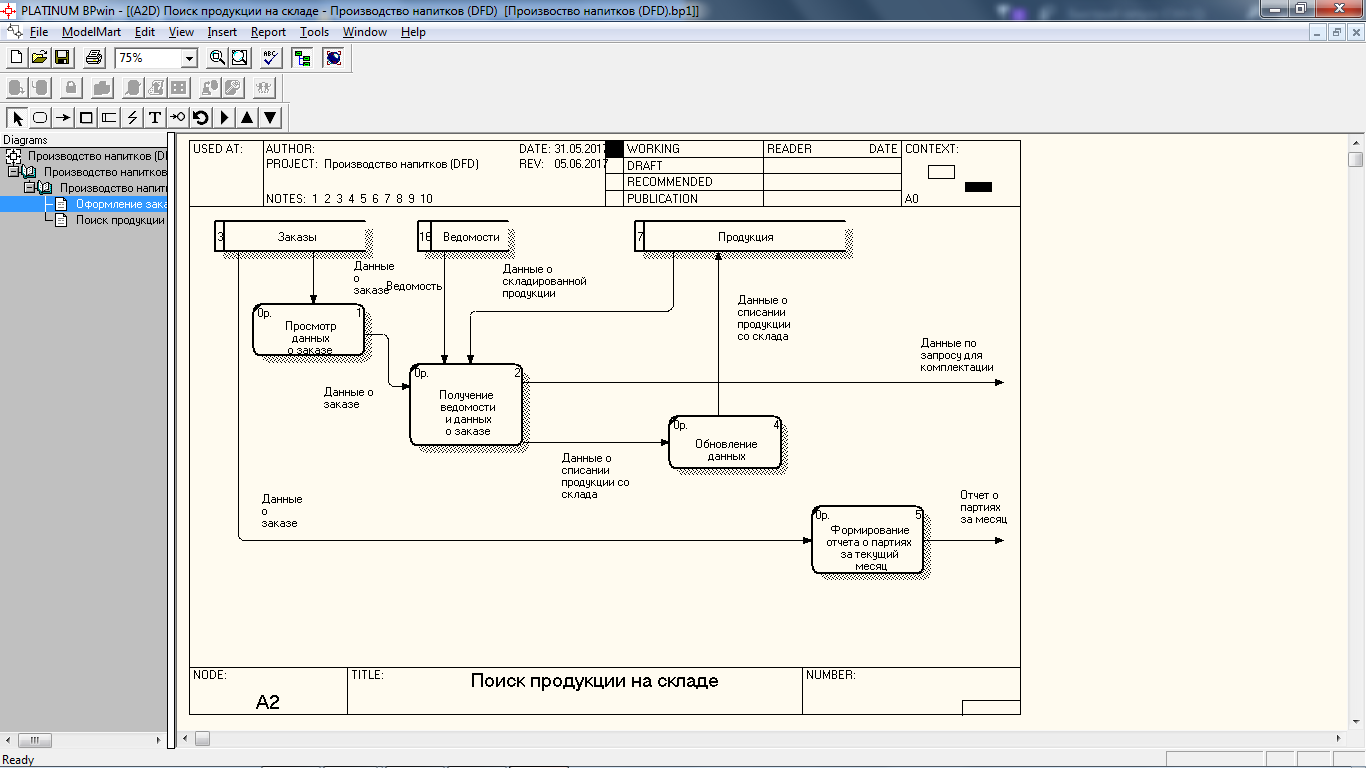 PLATINUM BPwin - [(A2D) Поиск продукции на складе - Производство напитков (DFD) [Произвоство напитков (DFD).bp1]]
File ModelMart Edit View Insert Report Tools Window Help
75%
ABC
T
Diagrams
Производство напитков (DI
Производство напитков
Производство напит
Оформление зака
Поиск продукции
USED AT:
AUTHOR:
DATE: 31.05.2017
PROJECT: Производство напитков (DFD)
REV: 05.06.2017
NOTES: 1 2 3 4 5 6 7 8 9 10
WORKING
DRAFT
RECOMMENDED
PUBLICATION
READER DATE
CONTEXT:
A0
3 Заказы
16 Ведомости
7 Продукция
Данные
о
заказе
Ведомость
Данные о
складированной
продукции
Данные о
списании
продукции
со склада
0р. 1
Просмотр
данных
о заказе
Данные по
запросу для
комплектации
Данные о
заказе
0р. 2
Получение
ведомости
и данных
о заказе
0р. 4
Обновление
данных
Данные о
списании
продукции со
склада
Данные
о
заказе
0р. 5
Формирование
отчета о партиях
за текущий
месяц
Отчет о
партиях
за месяц
NODE:
A2
TITLE:
Поиск продукции на складе
NUMBER:
Ready